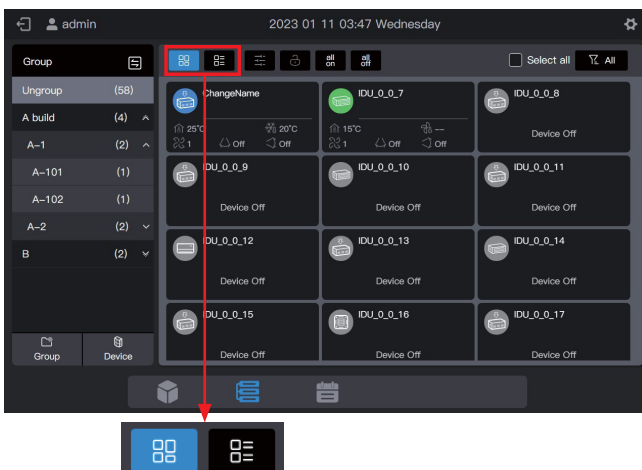 admin
2023 01 11 03:47 Wednesday
Group
all on
all off
Select all
All
Ungroup (58)
A build (4)
A-1 (2)
A-101 (1)
A-102 (1)
A-2 (2)
B (2)
Group
Device
ChangeName
25°C
20°C
1
Off
Off
IDU_0_0_7
15°C
--
1
Off
Off
IDU_0_0_8
Device Off
IDU_0_0_9
Device Off
IDU_0_0_10
Device Off
IDU_0_0_11
Device Off
IDU_0_0_12
Device Off
IDU_0_0_13
Device Off
IDU_0_0_14
Device Off
IDU_0_0_15
Device Off
IDU_0_0_16
Device Off
IDU_0_0_17
Device Off